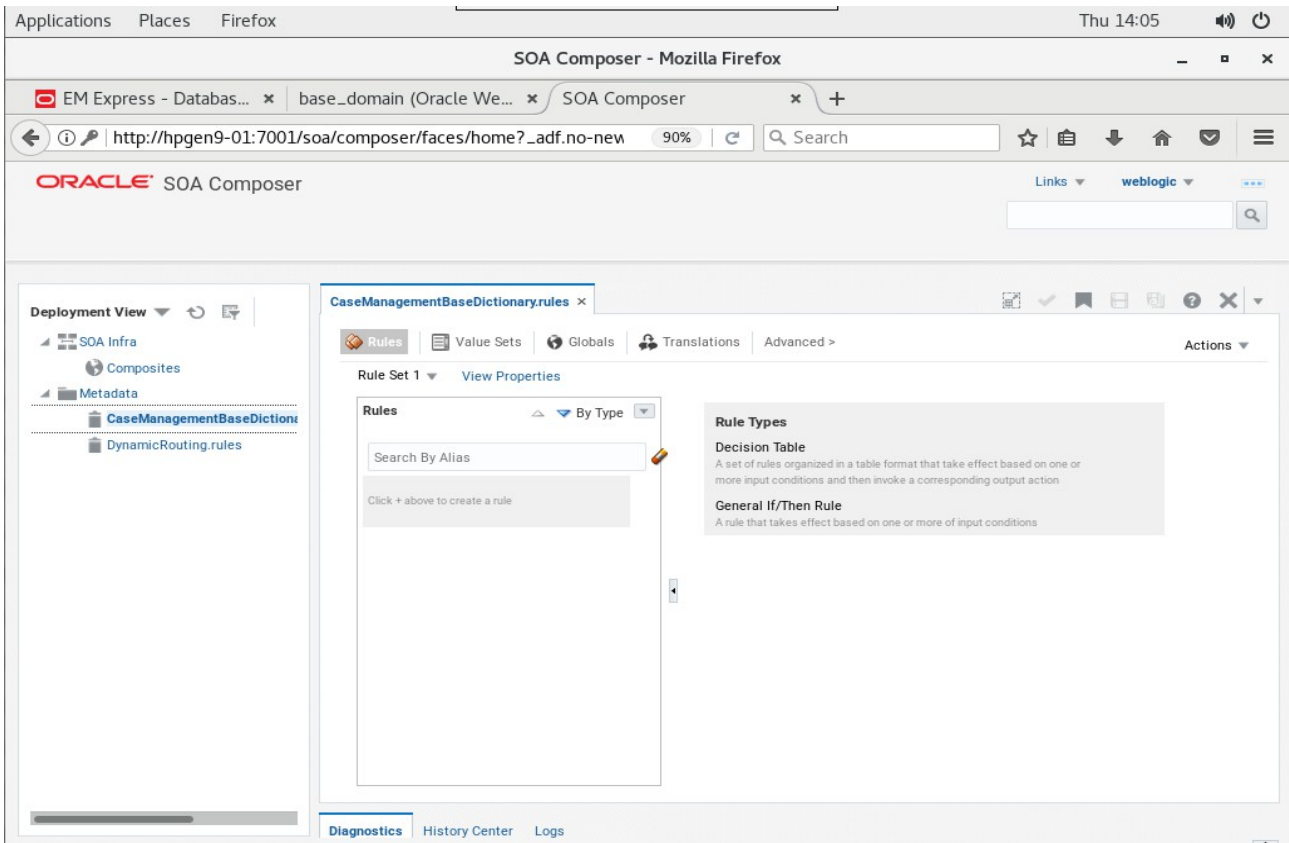 Applications Places Firefox Thu 14:05
SOA Composer - Mozilla Firefox
EM Express - Databas... base_domain (Oracle We... SOA Composer
http://hpgen9-01:7001/soa/composer/faces/home?_adf.no-new 90% Search
ORACLE SOA Composer Links weblogic
Deployment View
SOA Infra
Composites
Metadata
CaseManagementBaseDictiona
DynamicRouting.rules
CaseManagementBaseDictionary.rules
Rules Value Sets Globals Translations Advanced > Actions
Rule Set 1 View Properties
Rules By Type
Search By Alias
Click + above to create a rule
Rule Types
Decision Table
A set of rules organized in a table format that take effect based on one or
more input conditions and then invoke a corresponding output action
General If/Then Rule
A rule that takes effect based on one or more of input conditions
Diagnostics History Center Logs